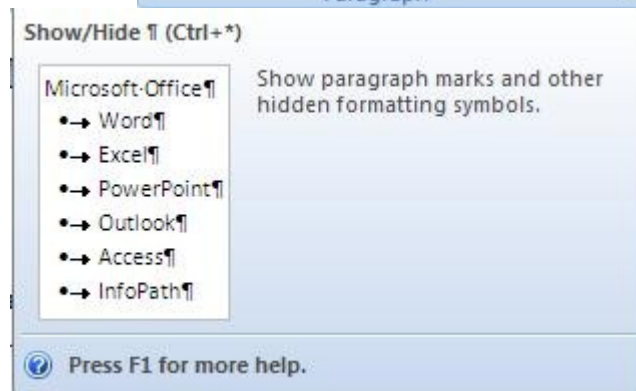 Paragraph
Show/Hide ¶ (Ctrl+*)
Microsoft·Office¶
•→ Word¶
•→ Excel¶
•→ PowerPoint¶
•→ Outlook¶
•→ Access¶
•→ InfoPath¶
Show paragraph marks and other
hidden formatting symbols.
Press F1 for more help.